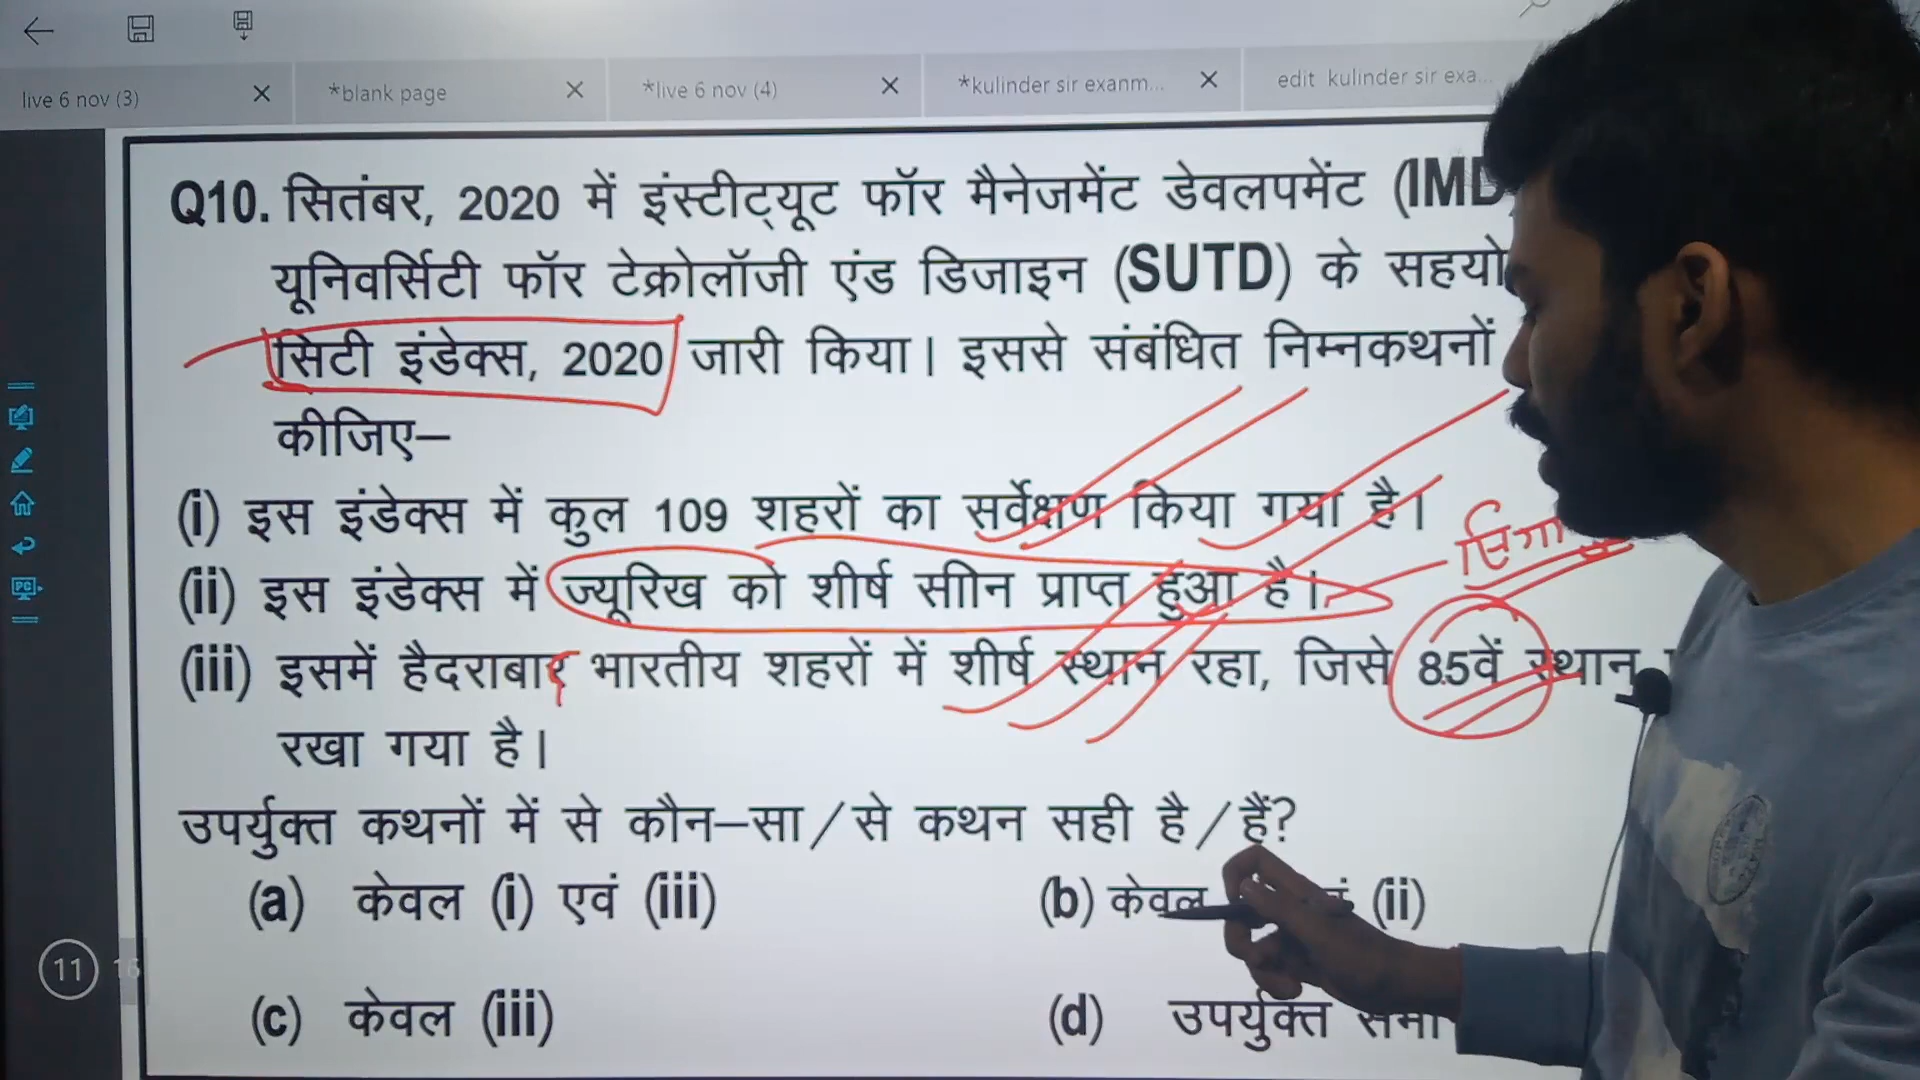 live 6 nov (3)
*blank page
*live 6 nov (4)
*kulinder sir exanm...
edit kulinder sir exa...
Q10. सितंबर, 2020 में इंस्टीट्यूट फॉर मैनेजमेंट डेवलपमेंट (IMD
यूनिवर्सिटी फॉर टेक्रोलॉजी एंड डिजाइन (SUTD) के सहयो
सिटी इंडेक्स, 2020 जारी किया। इससे संबंधित निम्नकथनों
कीजिए–
(i) इस इंडेक्स में कुल 109 शहरों का सर्वेक्षण किया गया है।
सिंगा
(ii) इस इंडेक्स में ज्यूरिख को शीर्ष साीन प्राप्त हुआ है।
(iii) इसमें हैदराबार भारतीय शहरों में शीर्ष स्थान रहा, जिसे 85वें स्थान
रखा गया है।
उपर्युक्त कथनों में से कौन–सा/से कथन सही है/हैं?
(a) केवल (i) एवं (iii)
(b) केवल (ii)
(c) केवल (iii)
(d) उपर्युक्त
11 16
PC